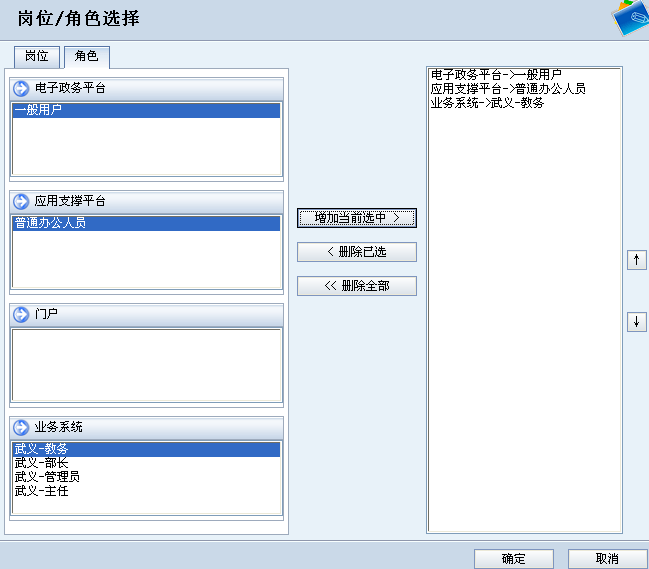 岗位/角色选择
岗位
角色
电子政务平台
一般用户
应用支撑平台
普通办公人员
门户
业务系统
武义-教务
武义-部长
武义-管理员
武义-主任
增加当前选中 >
< 删除已选
<< 删除全部
电子政务平台->一般用户
应用支撑平台->普通办公人员
业务系统->武义-教务
↑
↓
确定
取消